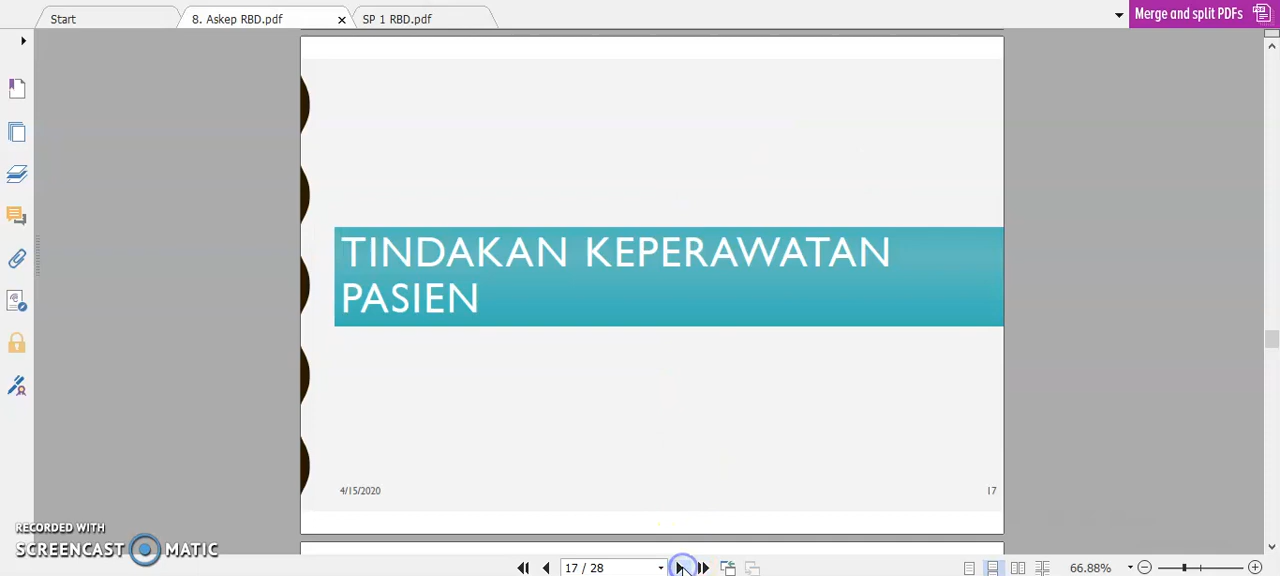 Start
8. Askep RBD.pdf
SP 1 RBD.pdf
Merge and split PDFs
TINDAKAN KEPERAWATAN
PASIEN
4/15/2020
17
RECORDED WITH
SCREENCAST MATIC
17 / 28
66.88%